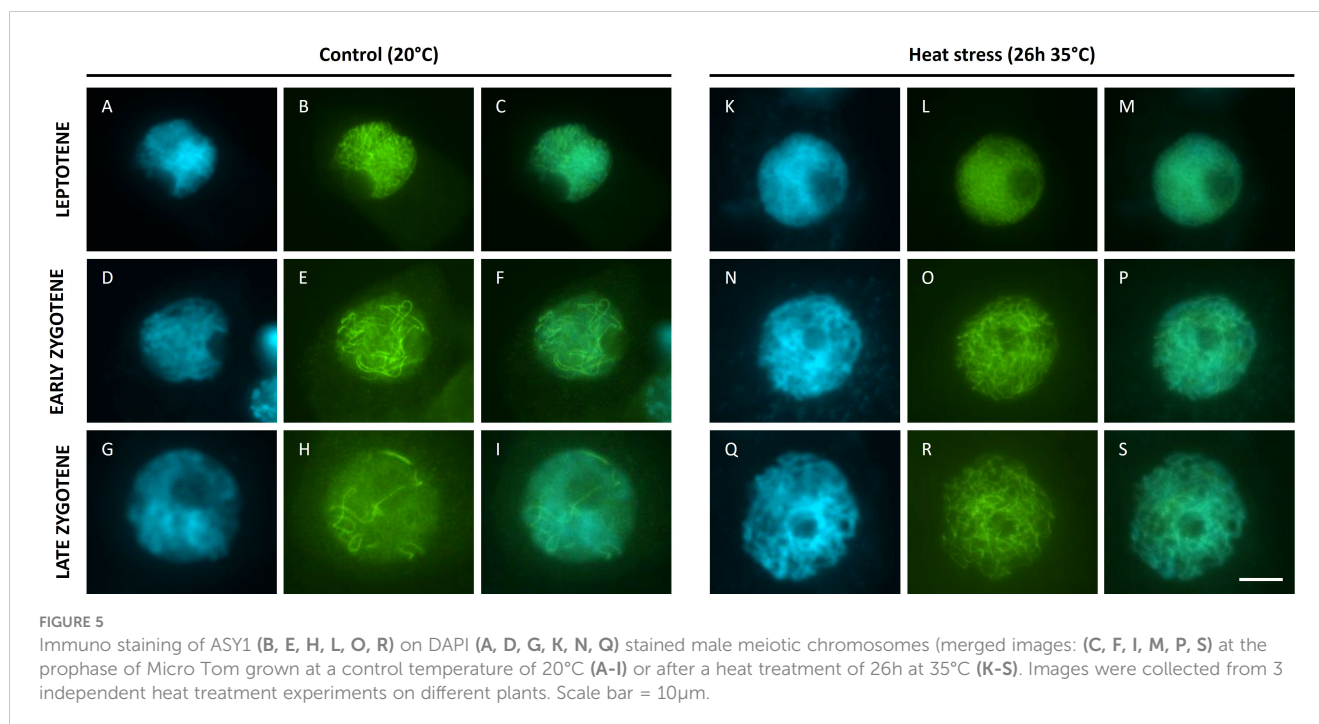 Control (20°C)
Heat stress (26h 35°C)
LEPTOTENE
A
B
C
K
L
M
EARLY ZYGOTENE
D
E
F
N
O
P
LATE ZYGOTENE
G
H
I
Q
R
S
FIGURE 5
Immuno staining of ASY1 (B, E, H, L, O, R) on DAPI (A, D, G, K, N, Q) stained male meiotic chromosomes (merged images: (C, F, I, M, P, S) at the
prophase of Micro Tom grown at a control temperature of 20°C (A-I) or after a heat treatment of 26h at 35°C (K-S). Images were collected from 3
independent heat treatment experiments on different plants. Scale bar = 10µm.